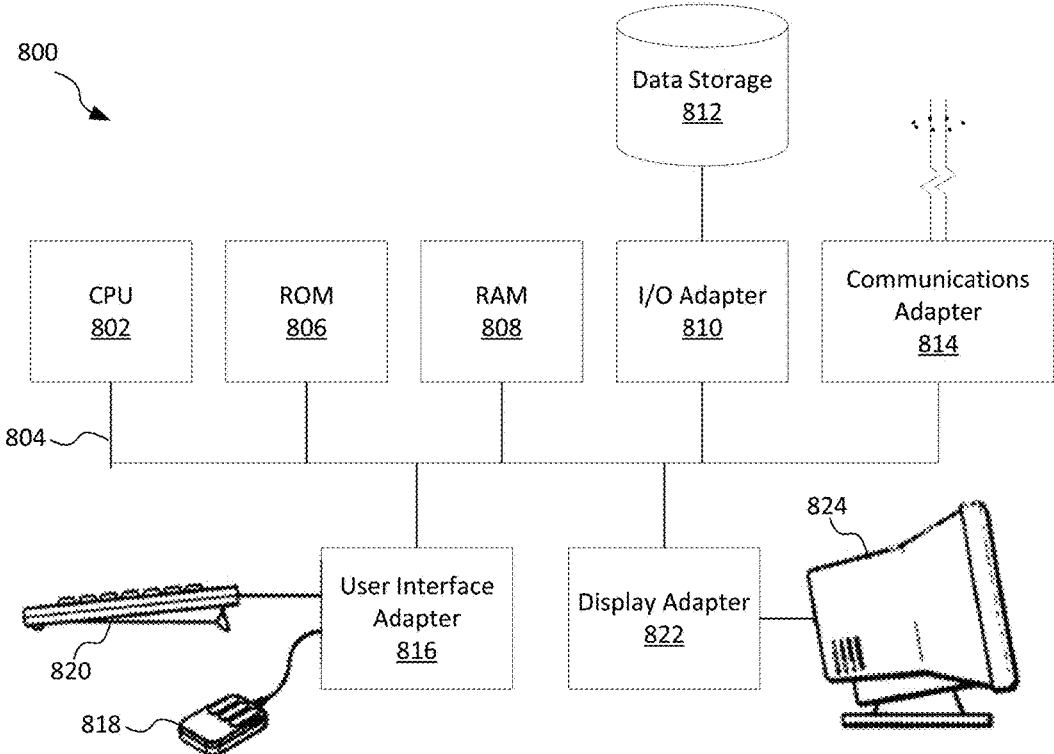 800
Data Storage
812
CPU
802
ROM
806
RAM
808
I/O Adapter
810
Communications
Adapter
814
804
824
User Interface
Adapter
816
Display Adapter
822
820
818